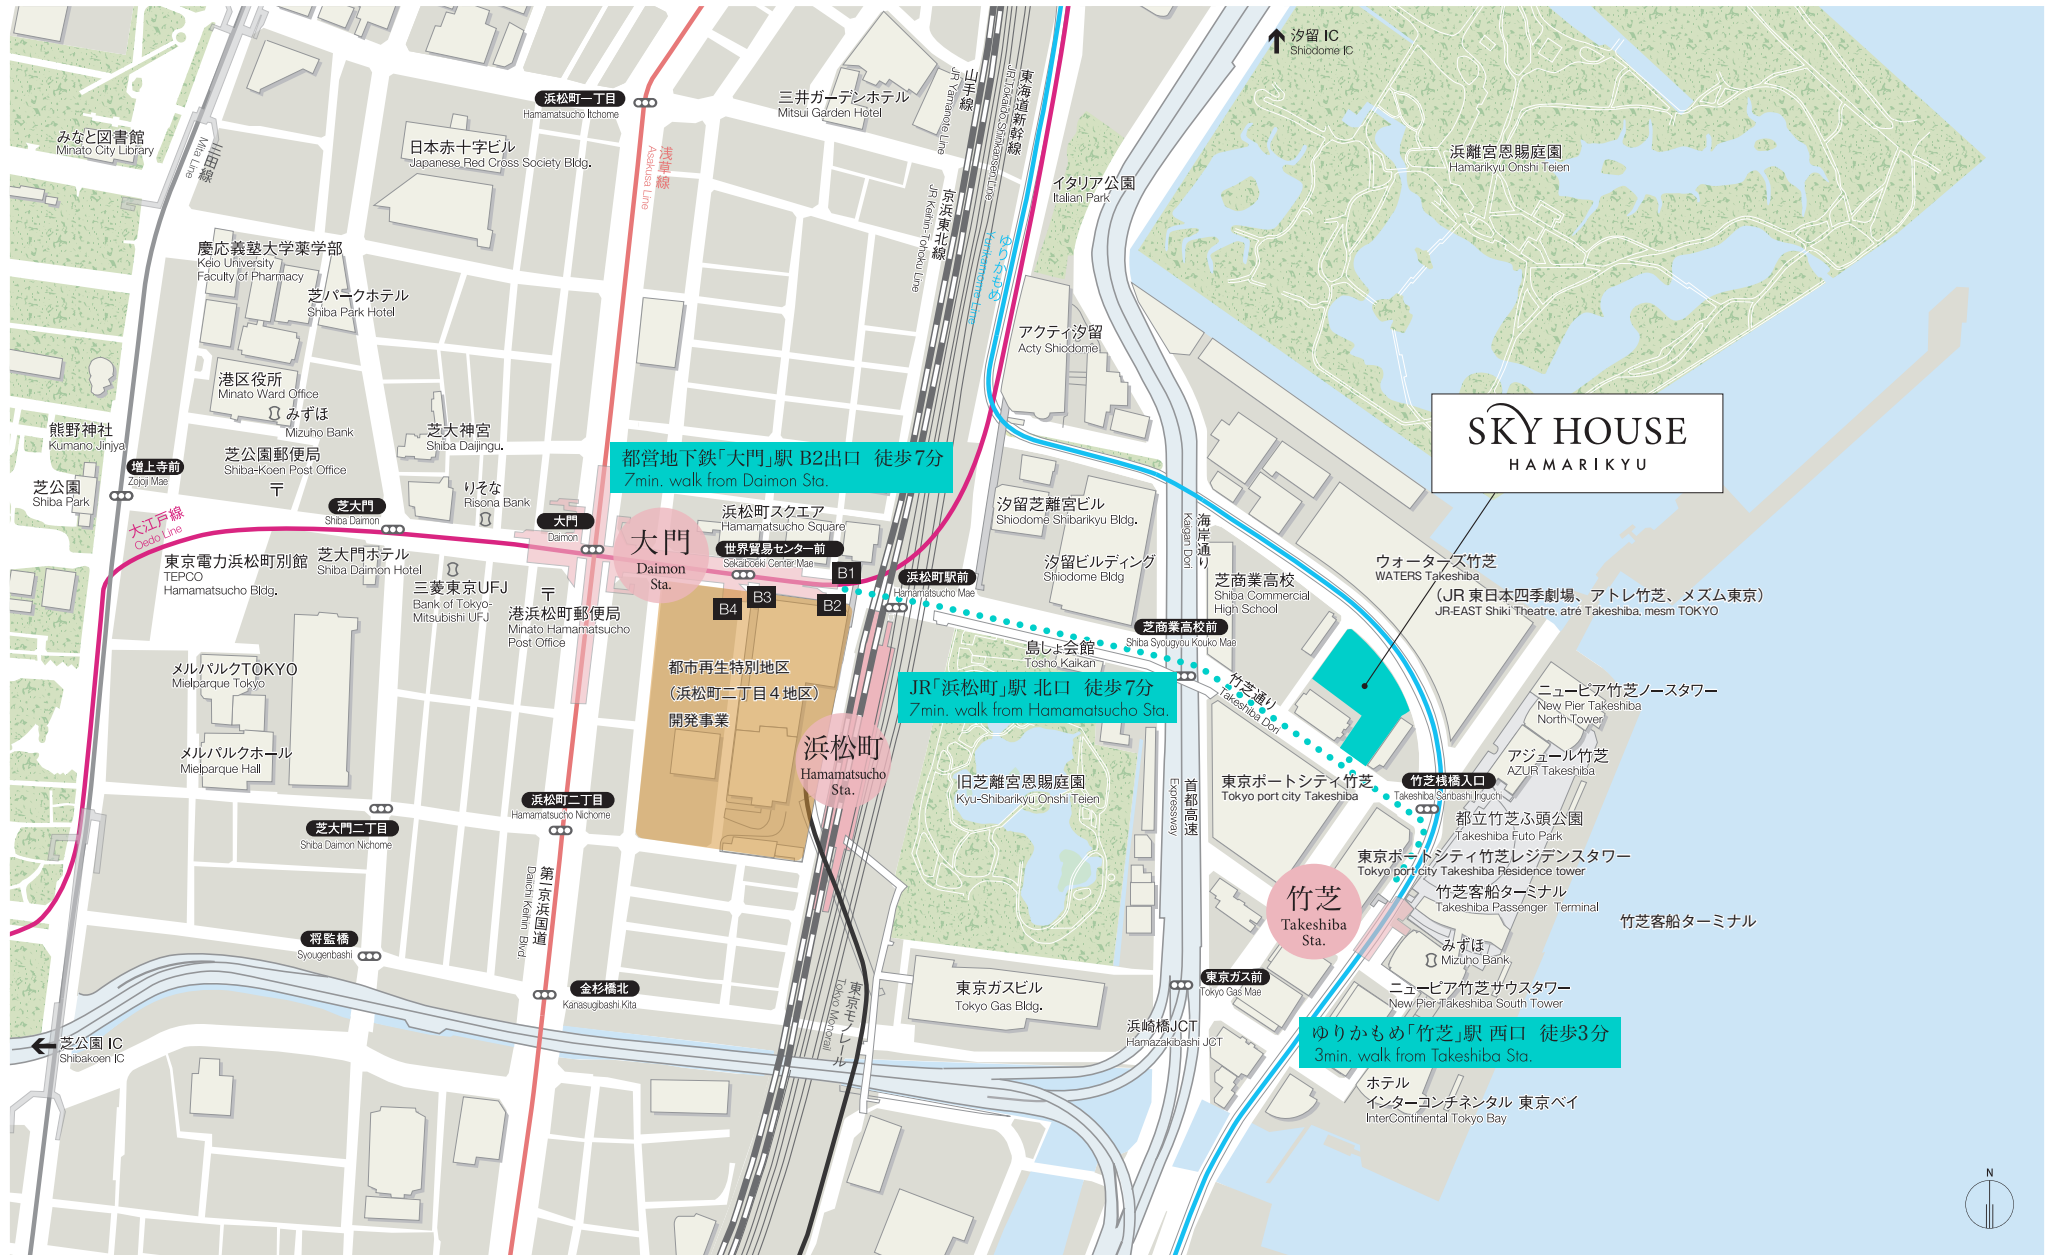 汐留 IC
Shiodome IC
浜松町一丁目
Hamamatsucho Itchome
三井ガーデンホテル
Mitsui Garden Hotel
山手線
JR Yamanote Line
東海道新幹線
JR Tokaido Shinkansen Line
みなと図書館
Minato City Library
三田線
Mita Line
日本赤十字ビル
Japanese Red Cross Society Bldg.
浅草線
Asakusa Line
浜離宮恩賜庭園
Hamarikyu Onshi Teien
イタリア公園
Italian Park
京浜東北線
JR Keihin-Tohoku Line
ゆりかもめ
Yurikamome Line
慶応義塾大学薬学部
Keio University
Faculty of Pharmacy
芝パークホテル
Shiba Park Hotel
アクティ汐留
Acty Shiodome
港区役所
Minato Ward Office
みずほ
Mizuho Bank
熊野神社
Kumano Jinjya
芝公園郵便局
Shiba-Koen Post Office
芝大神宮
Shiba Daijingu.
SKY HOUSE
HAMARIKYU
都営地下鉄「大門」駅 B2出口 徒歩7分
7min. walk from Daimon Sta.
増上寺前
Zojoji Mae
芝公園
Shiba Park
りそな
Risona Bank
芝大門
Shiba Daimon
大門
Daimon
大江戸線
Oedo Line
浜松町スクエア
Hamamatsucho Square
汐留芝離宮ビル
Shiodome Shibarikyu Bldg.
海岸通り
Kaigan Dori
大門
Daimon
Sta.
世界貿易センター前
Sekaiboeki Center Mae
東京電力浜松町別館
TEPCO
Hamamatsucho Bldg.
芝大門ホテル
Shiba Daimon Hotel
三菱東京UFJ
Bank of Tokyo-
Mitsubishi UFJ
〒
港浜松町郵便局
Minato Hamamatsucho
Post Office
B1
B2
B3
B4
浜松町駅前
Hamamatsucho Mae
汐留ビルディング
Shiodome Bldg
芝商業高校
Shiba Commercial
High School
ウォーターズ竹芝
WATERS Takeshiba
(JR 東日本四季劇場、アトレ竹芝、メズム東京)
JR-EAST Shiki Theatre, atré Takeshiba, mesm TOKYO
芝商業高校前
Shiba Syougyou Kouko Mae
島しょ会館
Tosho Kaikan
都市再生特別地区
(浜松町二丁目４地区)
開発事業
メルパルクTOKYO
Mielparque Tokyo
JR「浜松町」駅 北口 徒歩7分
7min. walk from Hamamatsucho Sta.
竹芝通り
Takeshiba Dori
ニューピア竹芝ノースタワー
New Pier Takeshiba
North Tower
メルパルクホール
Mielparque Hall
浜松町
Hamamatsucho
Sta.
アジュール竹芝
AZUR Takeshiba
旧芝離宮恩賜庭園
Kyu-Shibarikyu Onshi Teien
首都高速
Expressway
東京ポートシティ竹芝
Tokyo port city Takeshiba
竹芝桟橋入口
Takeshiba Sanbashi Iriguchi
浜松町二丁目
Hamamatsucho Nichome
芝大門二丁目
Shiba Daimon Nichome
都立竹芝ふ頭公園
Takeshiba Futo Park
東京ポートシティ竹芝レジデンスタワー
Tokyo port city Takeshiba Residence tower
第一京浜国道
Daiichi Keihin Blvd.
竹芝
Takeshiba
Sta.
竹芝客船ターミナル
Takeshiba Passenger Terminal
竹芝客船ターミナル
将監橋
Syougenbashi
みずほ
Mizuho Bank
東京ガスビル
Tokyo Gas Bldg.
東京ガス前
Tokyo Gas Mae
金杉橋北
Kanasugibashi Kita
ニューピア竹芝サウスタワー
New Pier Takeshiba South Tower
東京モノレール
Tokyo Monorail
浜崎橋JCT
Hamazakibashi JCT
ゆりかもめ「竹芝」駅 西口 徒歩3分
3min. walk from Takeshiba Sta.
芝公園 IC
Shibakoen IC
ホテル
インターコンチネンタル 東京ベイ
InterContinental Tokyo Bay
N